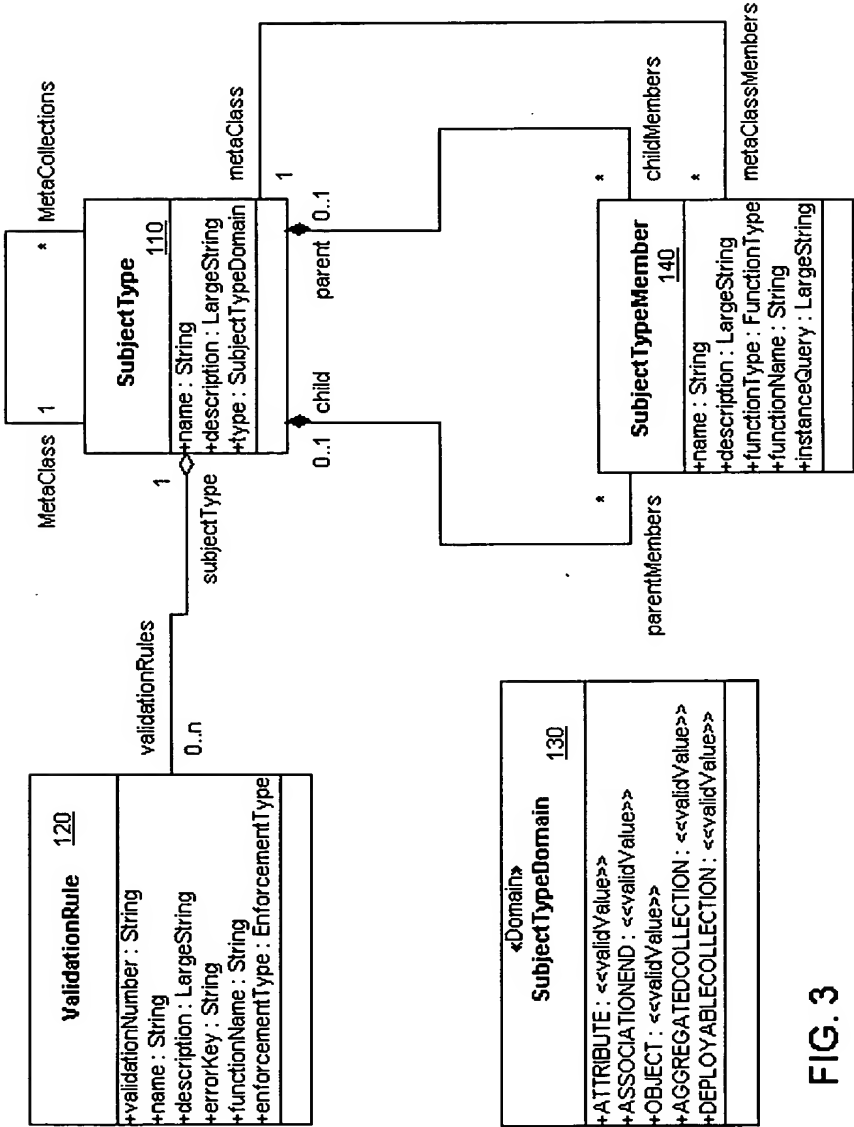 ValidationRule 120
+validationNumber : String
+name : String
+description : LargeString
+errorKey : String
+functionName : String
+enforcementType : EnforcementType
validationRules
0..n
subjectType
1
MetaClass 1
* MetaCollections
SubjectType
110
+name : String
+description : LargeString
+type : SubjectTypeDomain
metaClass
1
0..1 child
parent 0..1
«Domain»
SubjectTypeDomain
130
+ATTRIBUTE : <<validValue>>
+ASSOCIATIONEND : <<validValue>>
+OBJECT : <<validValue>>
+AGGREGATEDCOLLECTION : <<validValue>>
+DEPLOYABLECOLLECTION : <<validValue>>
parentMembers
*
SubjectTypeMember
140
+name : String
+description : LargeString
+functionType : FunctionType
+functionName : String
+instanceQuery : LargeString
*
childMembers
*
metaClassMembers
FIG. 3